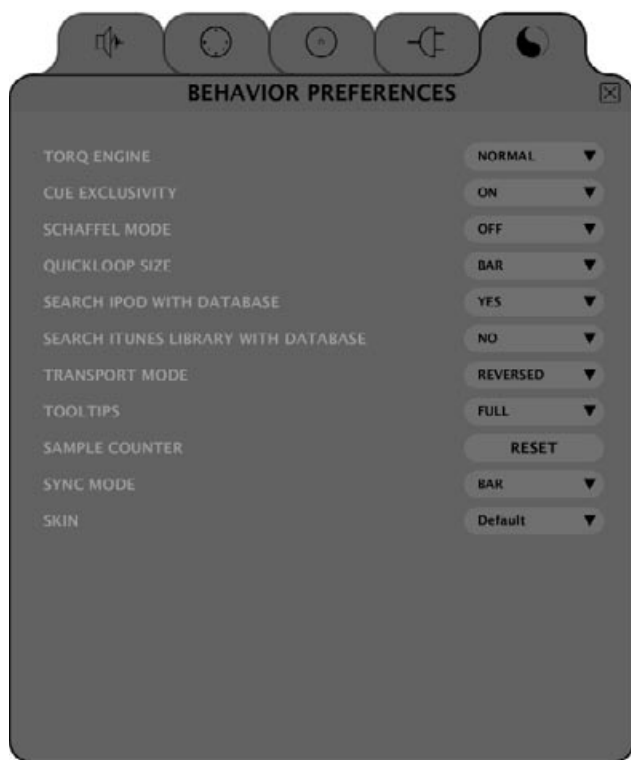 BEHAVIOR PREFERENCES
TORQ ENGINE NORMAL
CUE EXCLUSIVITY ON
SCHAFFEL MODE OFF
QUICKLOOP SIZE BAR
SEARCH IPOD WITH DATABASE YES
SEARCH ITUNES LIBRARY WITH DATABASE NO
TRANSPORT MODE REVERSED
TOOLTIPS FULL
SAMPLE COUNTER RESET
SYNC MODE BAR
SKIN Default